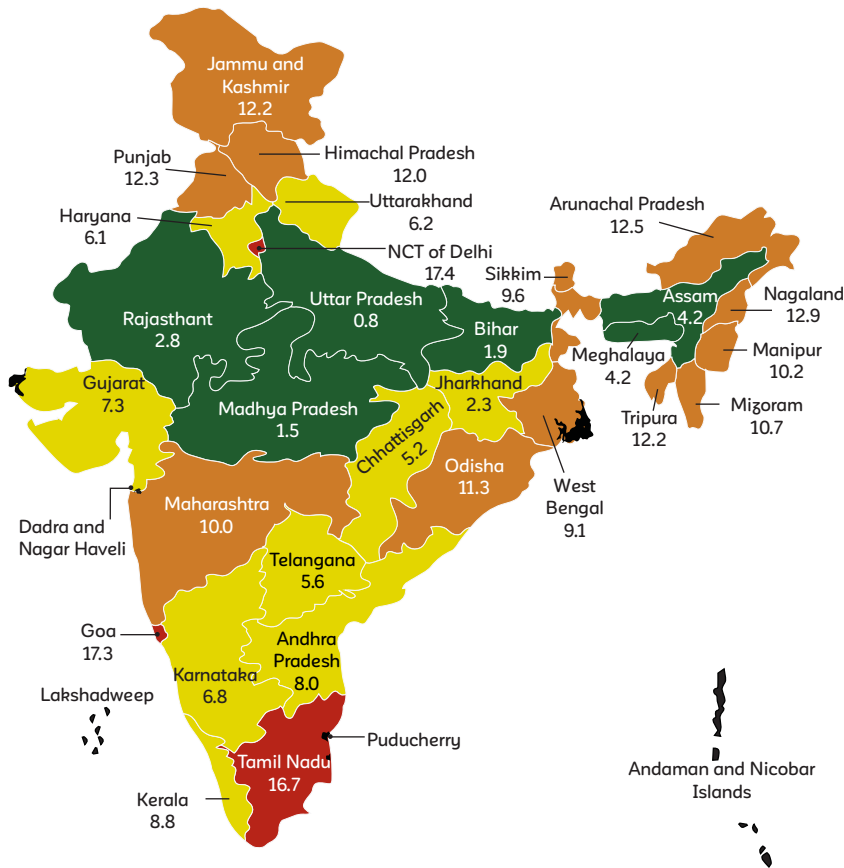 Jammu and
Kashmir
12.2
Punjab
12.3
Himachal Pradesh
12.0
Haryana
6.1
Uttarakhand
6.2
NCT of Delhi
17.4
Arunachal Pradesh
12.5
Sikkim
9.6
Assam
4.2
Nagaland
12.9
Meghalaya
4.2
Manipur
10.2
Tripura
12.2
Mizoram
10.7
Rajasthant
2.8
Uttar Pradesh
0.8
Bihar
1.9
Gujarat
7.3
Madhya Pradesh
1.5
Jharkhand
2.3
Chhattisgarh
5.2
Odisha
11.3
West
Bengal
9.1
Dadra and
Nagar Haveli
Maharashtra
10.0
Telangana
5.6
Goa
17.3
Karnataka
6.8
Andhra
Pradesh
8.0
Lakshadweep
Puducherry
Tamil Nadu
16.7
Kerala
8.8
Andaman and Nicobar
Islands